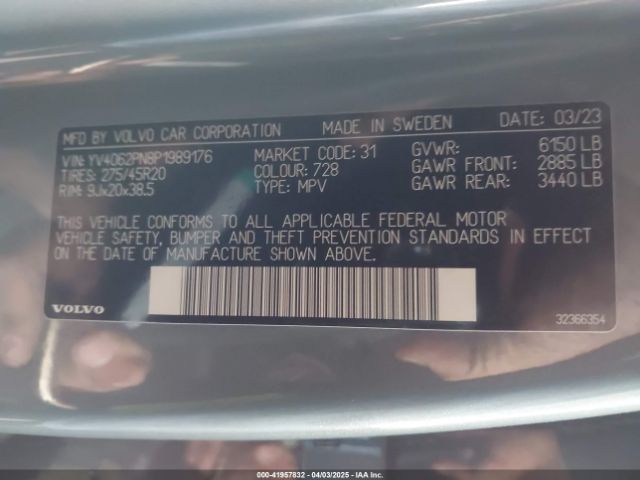 MFD BY VOLVO CAR CORPORATION MADE IN SWEDEN DATE: 03/23
VIN: YV4062PN8P1989176 MARKET CODE: 31 GVWR: 6150 LB
TIRES: 275/45R20 COLOUR: 728 GAWR FRONT: 2885 LB
RIM: 9Jx20x38.5 TYPE: MPV GAWR REAR: 3440 LB
THIS VEHICLE CONFORMS TO ALL APPLICABLE FEDERAL MOTOR
VEHICLE SAFETY, BUMPER AND THEFT PREVENTION STANDARDS IN EFFECT
ON THE DATE OF MANUFACTURE SHOWN ABOVE.
VOLVO 32366354
000-41957832 - 04/03/2025 - IAA Inc.